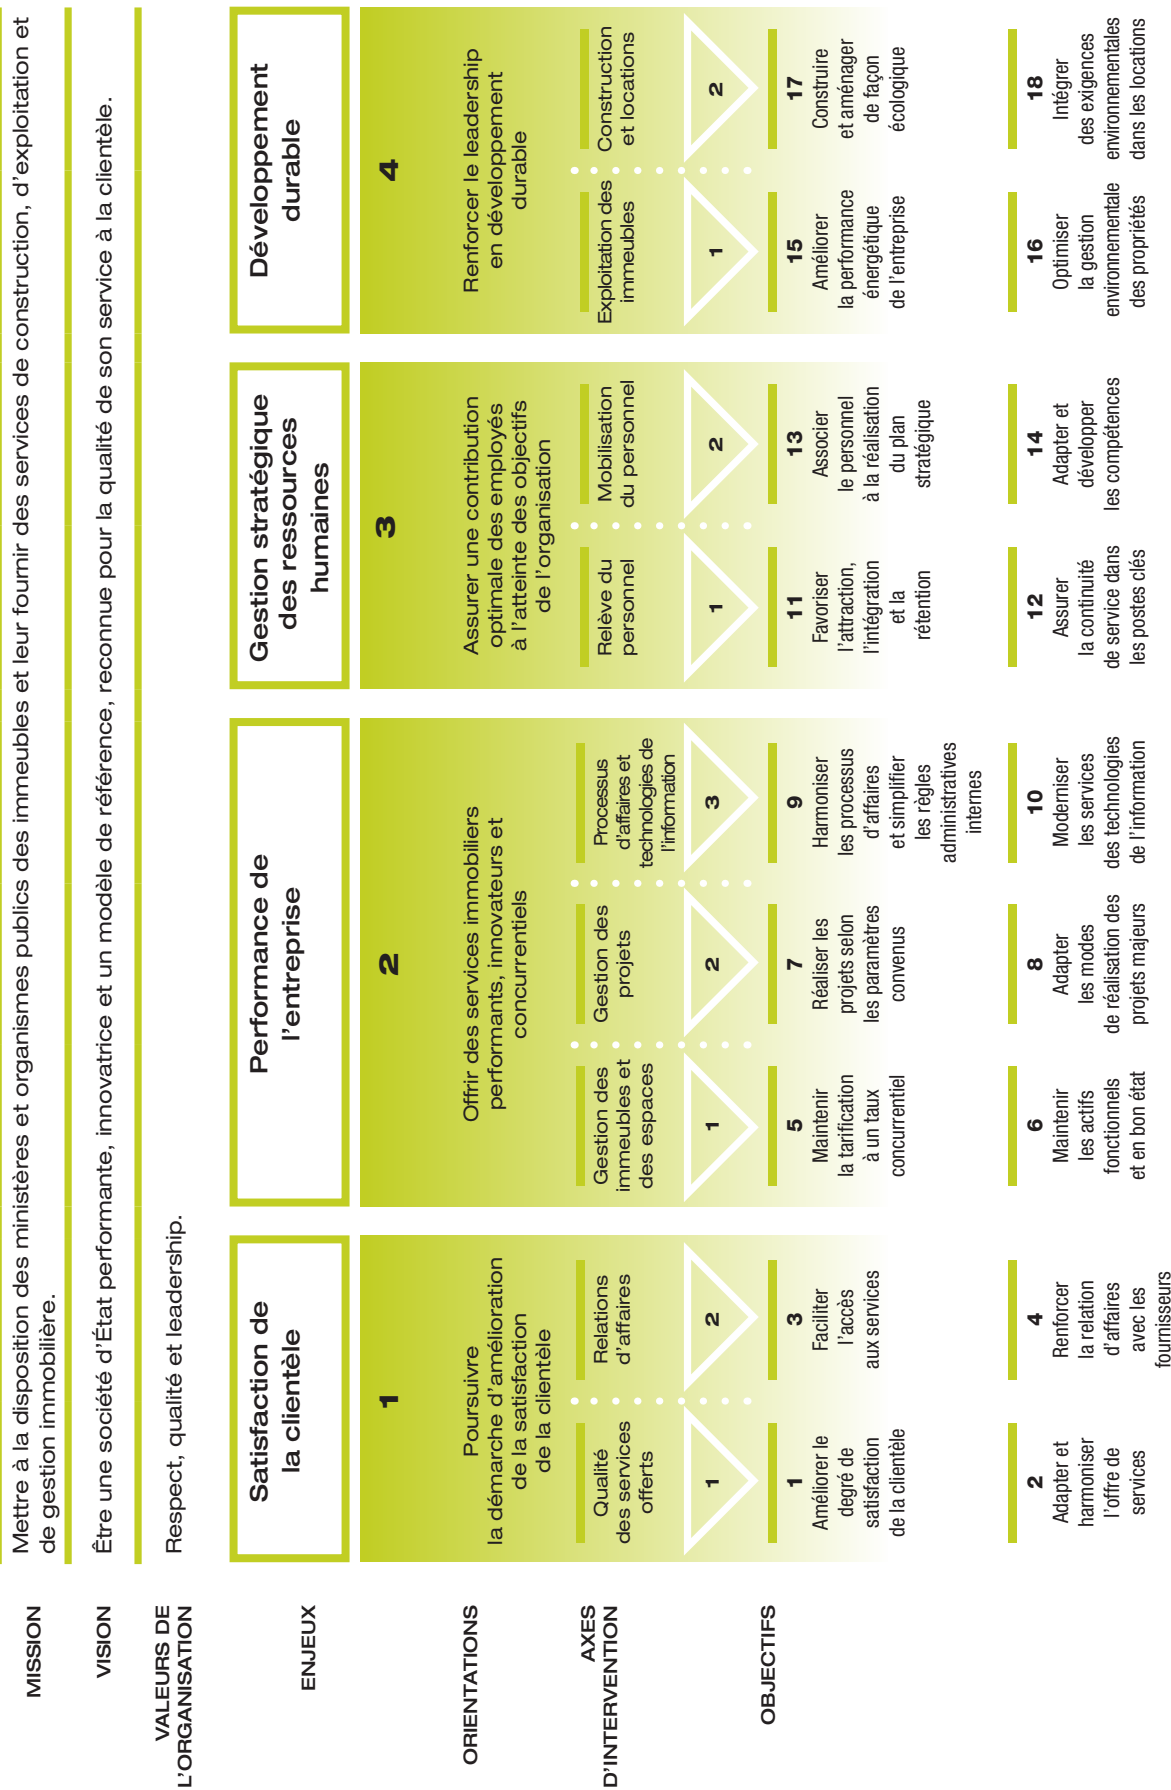 MISSION
Mettre à la disposition des ministères et organismes publics des immeubles et leur fournir des services de construction, d'exploitation et
de gestion immobilière.
VISION
Être une société d'État performante, innovatrice et un modèle de référence, reconnue pour la qualité de son service à la clientèle.
VALEURS DE
L'ORGANISATION
Respect, qualité et leadership.
ENJEUX
Satisfaction de
la clientèle
Performance de
l'entreprise
Gestion stratégique
des ressources
humaines
Développement
durable
ORIENTATIONS
1
Poursuivre
la démarche d'amélioration
de la satisfaction
de la clientèle
2
Offrir des services immobiliers
performants, innovateurs et
concurrentiels
3
Assurer une contribution
optimale des employés
à l'atteinte des objectifs
de l'organisation
4
Renforcer le leadership
en développement
durable
AXES
D'INTERVENTION
Qualité
des services
offerts
1
Relations
d'affaires
2
Gestion des
immeubles et
des espaces
1
Gestion des
projets
2
Processus
d'affaires et
technologies de
l'information
3
Relève du
personnel
1
Mobilisation
du personnel
2
Exploitation des
immeubles
1
Construction
et locations
2
OBJECTIFS
1
Améliorer le
degré de
satisfaction
de la clientèle
3
Faciliter
l'accès
aux services
5
Maintenir
la tarification
à un taux
concurrentiel
7
Réaliser les
projets selon
les paramètres
convenus
9
Harmoniser
les processus
d'affaires
et simplifier
les règles
administratives
internes
11
Favoriser
l'attraction,
l'intégration
et la
rétention
13
Associer
le personnel
à la réalisation
du plan
stratégique
15
Améliorer
la performance
énergétique
de l'entreprise
17
Construire
et aménager
de façon
écologique
2
Adapter et
harmoniser
l'offre de
services
4
Renforcer
la relation
d'affaires
avec les
fournisseurs
6
Maintenir
les actifs
fonctionnels
et en bon état
8
Adapter
les modes
de réalisation des
projets majeurs
10
Moderniser
les services
des technologies
de l'information
12
Assurer
la continuité
de service dans
les postes clés
14
Adapter et
développer
les compétences
16
Optimiser
la gestion
environnementale
des propriétés
18
Intégrer
des exigences
environnementales
dans les locations